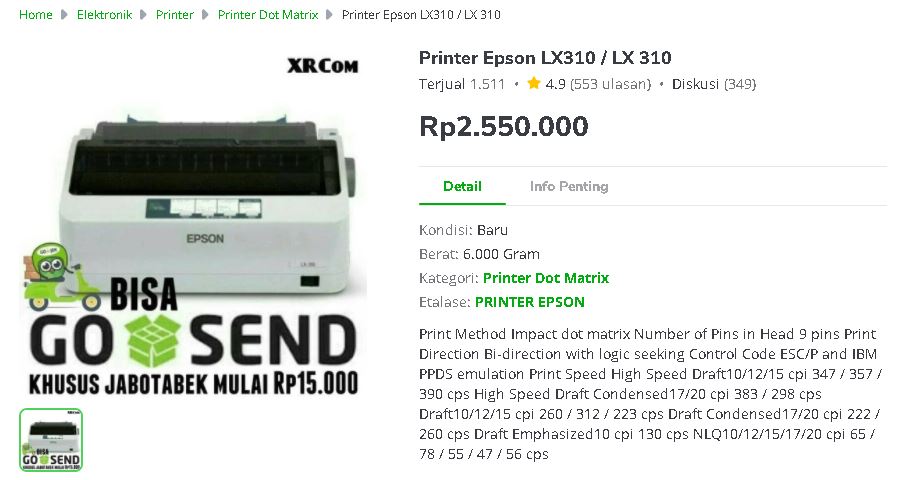 Home Elektronik Printer Printer Dot Matrix Printer Epson LX310 / LX 310
XRCOM
EPSON
BISA
GO SEND
KHUSUS JABOTABEK MULAI Rp15.000
Printer Epson LX310 / LX 310
Terjual 1.511 • 4.9 (553 ulasan) • Diskusi (349)
Rp2.550.000
Detail Info Penting
Kondisi: Baru
Berat: 6.000 Gram
Kategori: Printer Dot Matrix
Etalase: PRINTER EPSON
Print Method Impact dot matrix Number of Pins in Head 9 pins Print
Direction Bi-direction with logic seeking Control Code ESC/P and IBM
PPDS emulation Print Speed High Speed Draft10/12/15 cpi 347 / 357 /
390 cps High Speed Draft Condensed17/20 cpi 383 / 298 cps
Draft10/12/15 cpi 260 / 312 / 223 cps Draft Condensed17/20 cpi 222 /
260 cps Draft Emphasized10 cpi 130 cps NLQ10/12/15/17/20 cpi 65 /
78 / 55 / 47 / 56 cps